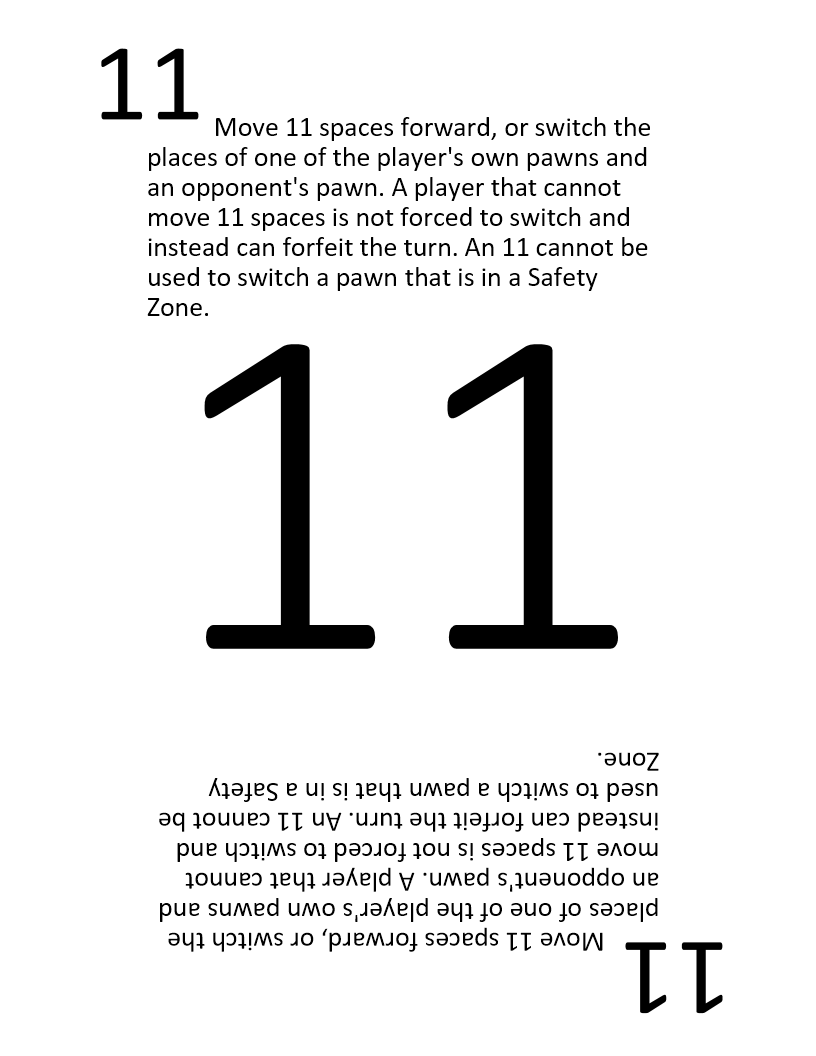 11
Move 11 spaces forward, or switch the
places of one of the player's own pawns and
an opponent's pawn. A player that cannot
move 11 spaces is not forced to switch and
instead can forfeit the turn. An 11 cannot be
used to switch a pawn that is in a Safety
Zone.
11
11
Move 11 spaces forward, or switch the
places of one of the player's own pawns and
an opponent's pawn. A player that cannot
move 11 spaces is not forced to switch and
instead can forfeit the turn. An 11 cannot be
used to switch a pawn that is in a Safety
Zone.